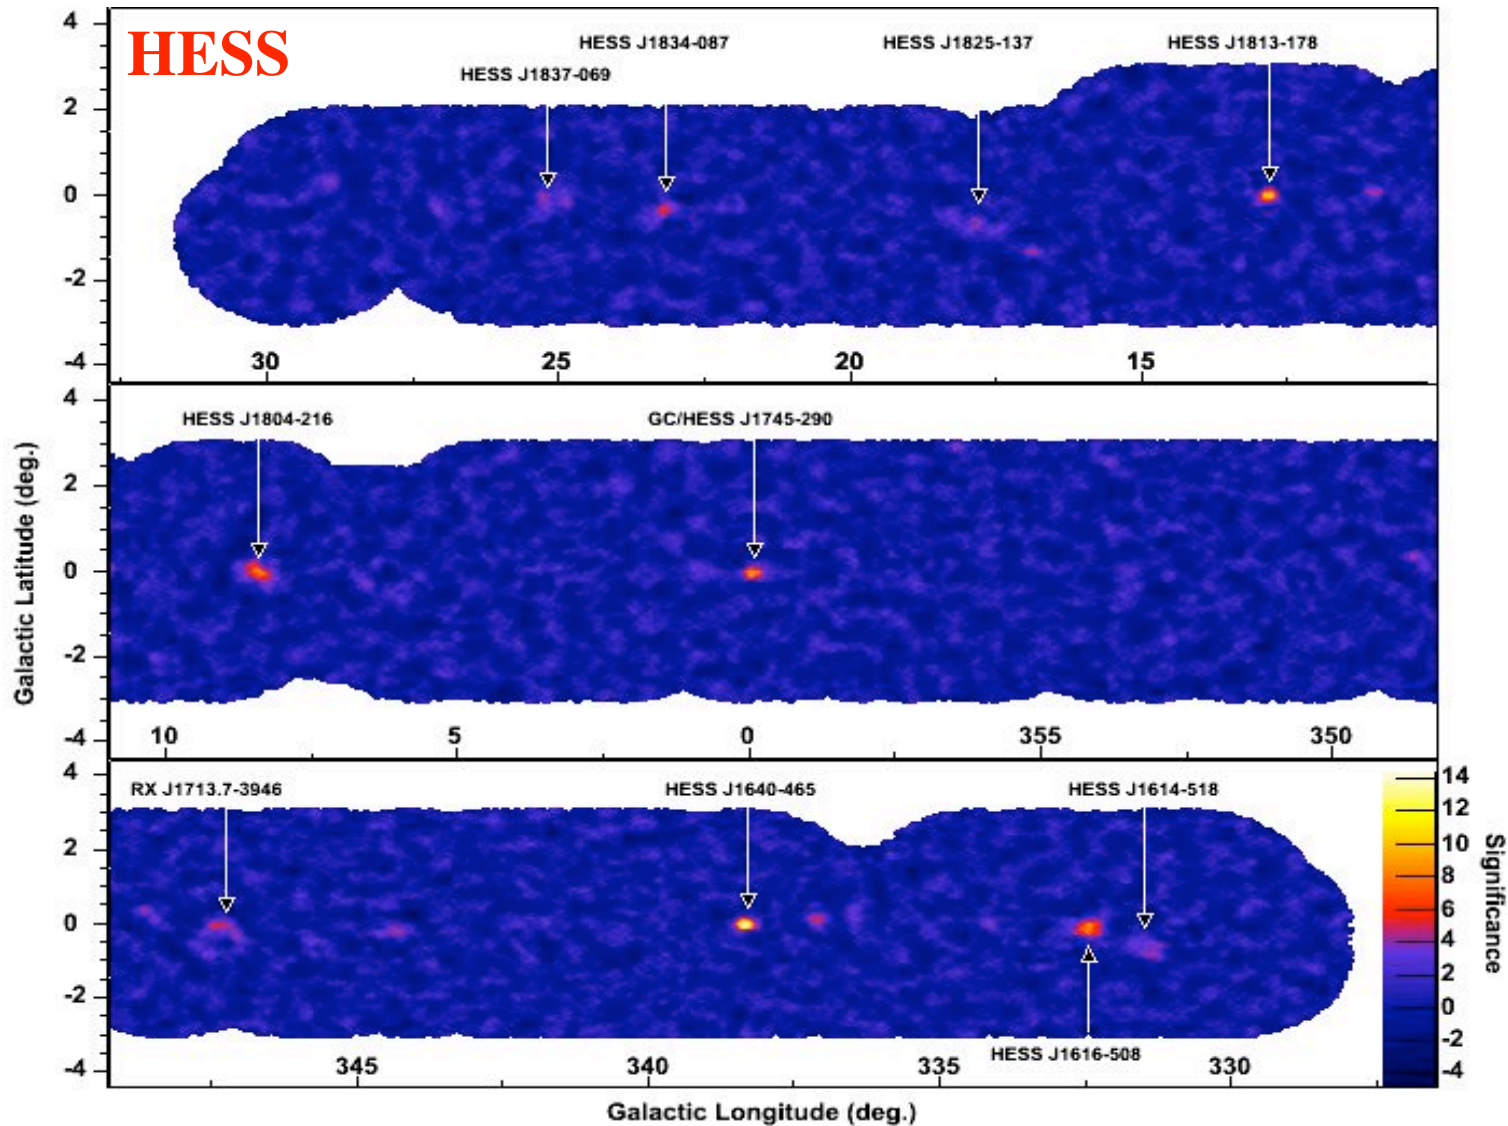 HESS
HESS J1834-087
HESS J1825-137
HESS J1813-178
HESS J1837-069
4
2
0
-2
-4
30
25
20
15
HESS J1804-216
GC/HESS J1745-290
4
2
0
-2
-4
10
5
0
355
350
Galactic Latitude (deg.)
RX J1713.7-3946
HESS J1640-465
HESS J1614-518
4
2
0
-2
-4
HESS J1616-508
345
340
335
330
14
12
10
8
6
4
2
0
-2
-4
Significance
Galactic Longitude (deg.)